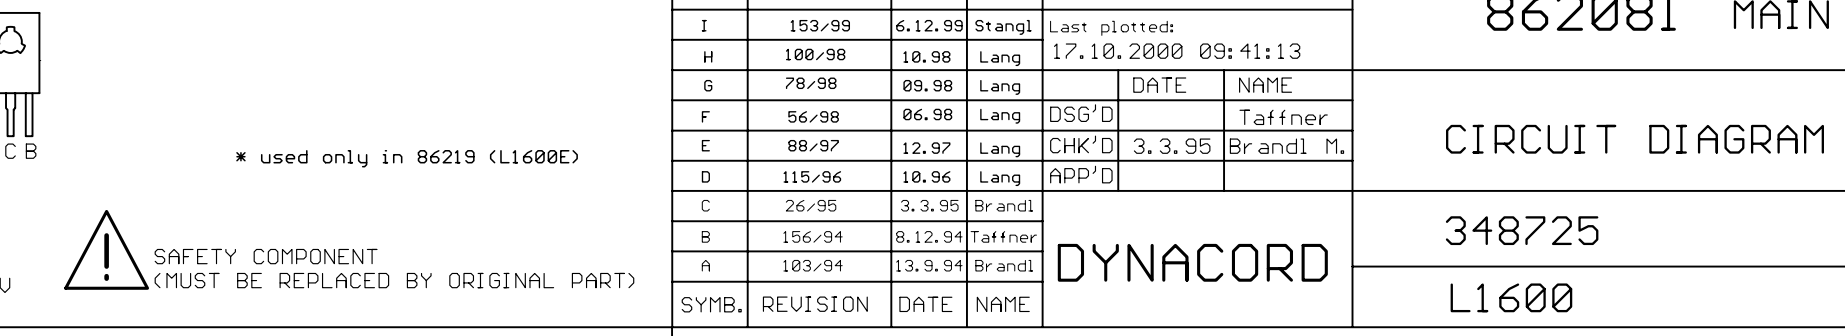 C B
* used only in 86219 (L1600E)
SAFETY COMPONENT
(MUST BE REPLACED BY ORIGINAL PART)
V
I 153/99 6.12.99 Stangl
H 100/98 10.98 Lang
G 78/98 09.98 Lang
F 56/98 06.98 Lang
E 88/97 12.97 Lang
D 115/96 10.96 Lang
C 26/95 3.3.95 Brandl
B 156/94 8.12.94 Taffner
A 103/94 13.9.94 Brandl
SYMB. REVISION DATE NAME
Last plotted:
17.10.2000 09:41:13
DATE NAME
DSG'D Taffner
CHK'D 3.3.95 Brandl M.
APP'D
DYNACORD
862081 MAIN
CIRCUIT DIAGRAM
348725
L1600